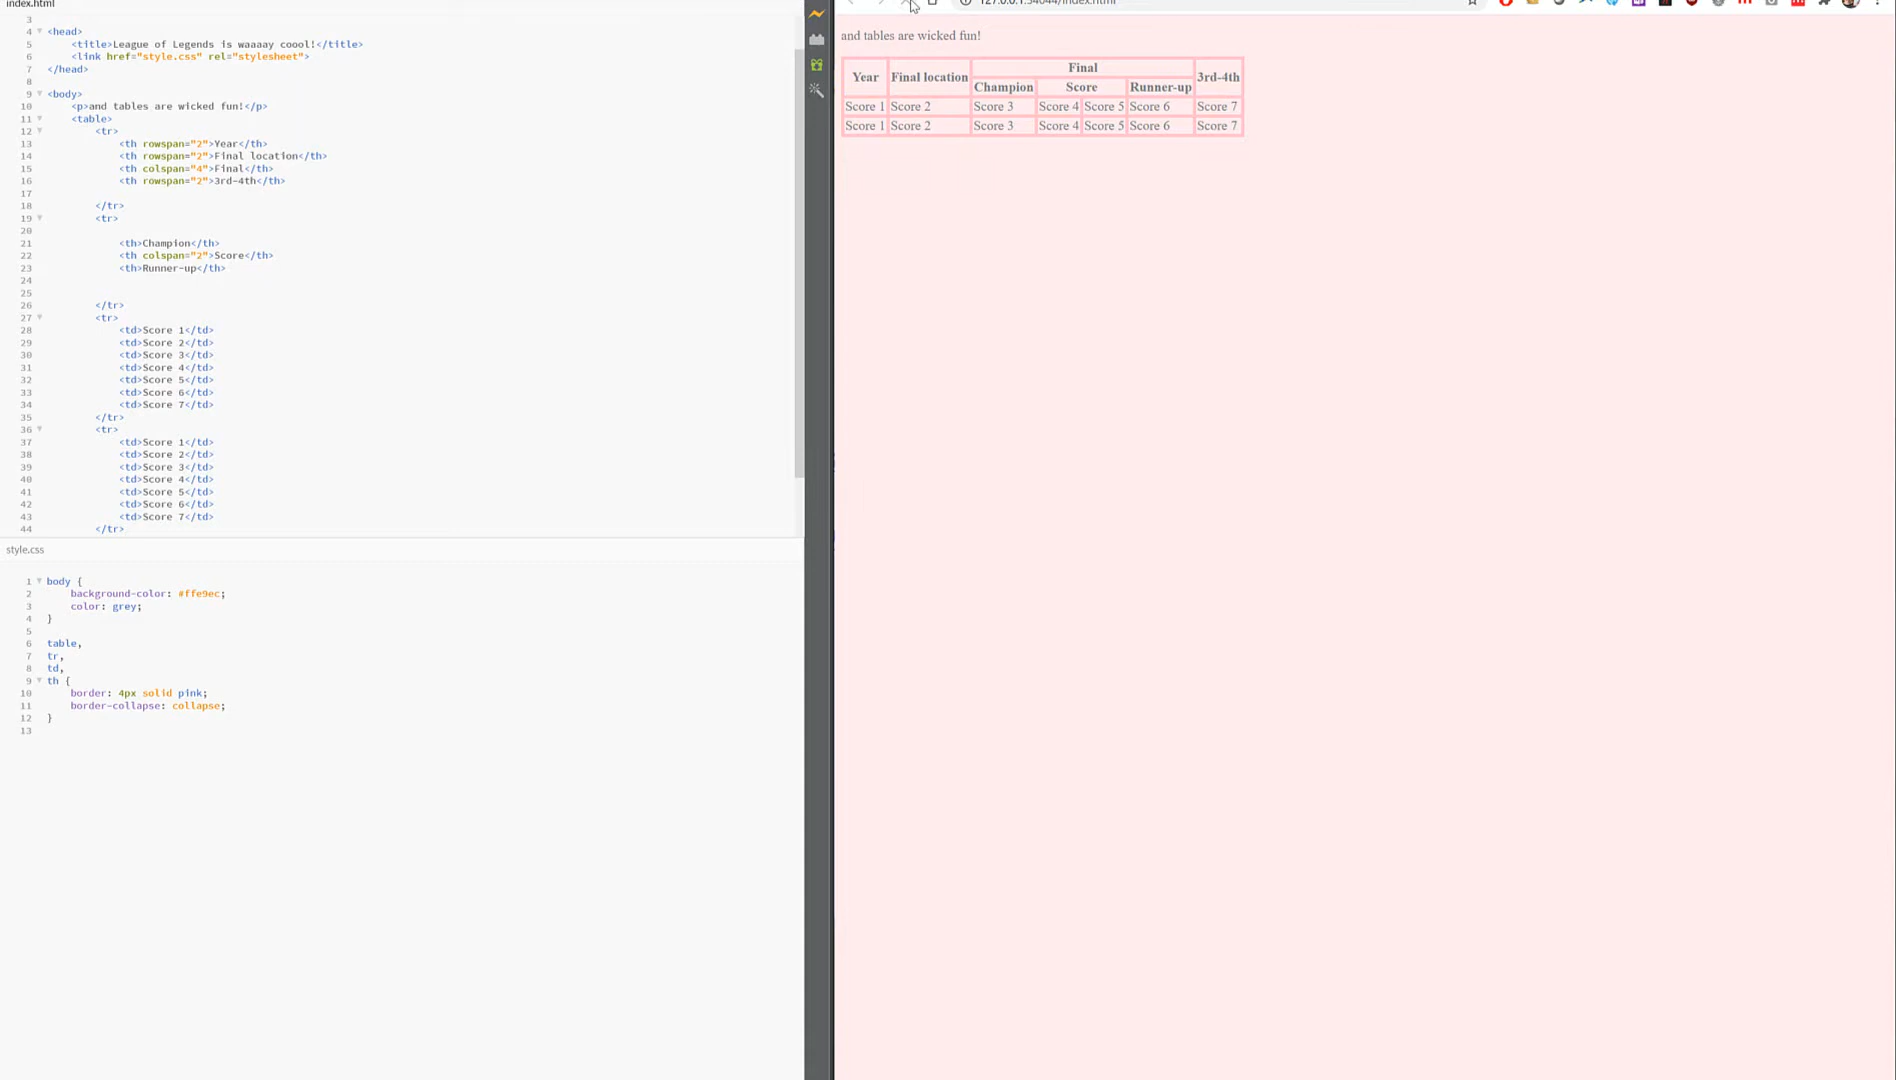 index.html
3
4 <head>
5 <title>League of Legends is waaaay coool!</title>
6 <link href="style.css" rel="stylesheet">
7 </head>
8
9 <body>
10 <p>and tables are wicked fun!</p>
11 <table>
12 <tr>
13 <th rowspan="2">Year</th>
14 <th rowspan="2">Final location</th>
15 <th colspan="4">Final</th>
16 <th rowspan="2">3rd-4th</th>
17
18 </tr>
19 <tr>
20
21 <th>Champion</th>
22 <th colspan="2">Score</th>
23 <th>Runner-up</th>
24
25
26 </tr>
27 <tr>
28 <td>Score 1</td>
29 <td>Score 2</td>
30 <td>Score 3</td>
31 <td>Score 4</td>
32 <td>Score 5</td>
33 <td>Score 6</td>
34 <td>Score 7</td>
35 </tr>
36 <tr>
37 <td>Score 1</td>
38 <td>Score 2</td>
39 <td>Score 3</td>
40 <td>Score 4</td>
41 <td>Score 5</td>
42 <td>Score 6</td>
43 <td>Score 7</td>
44 </tr>
style.css
1 body {
2 background-color: #ffe9ec;
3 color: grey;
4 }
5
6 table,
7 tr,
8 td,
9 th {
10 border: 4px solid pink;
11 border-collapse: collapse;
12 }
13
and tables are wicked fun!
Year Final location Final 3rd-4th
Champion Score Runner-up
Score 1 Score 2 Score 3 Score 4 Score 5 Score 6 Score 7
Score 1 Score 2 Score 3 Score 4 Score 5 Score 6 Score 7